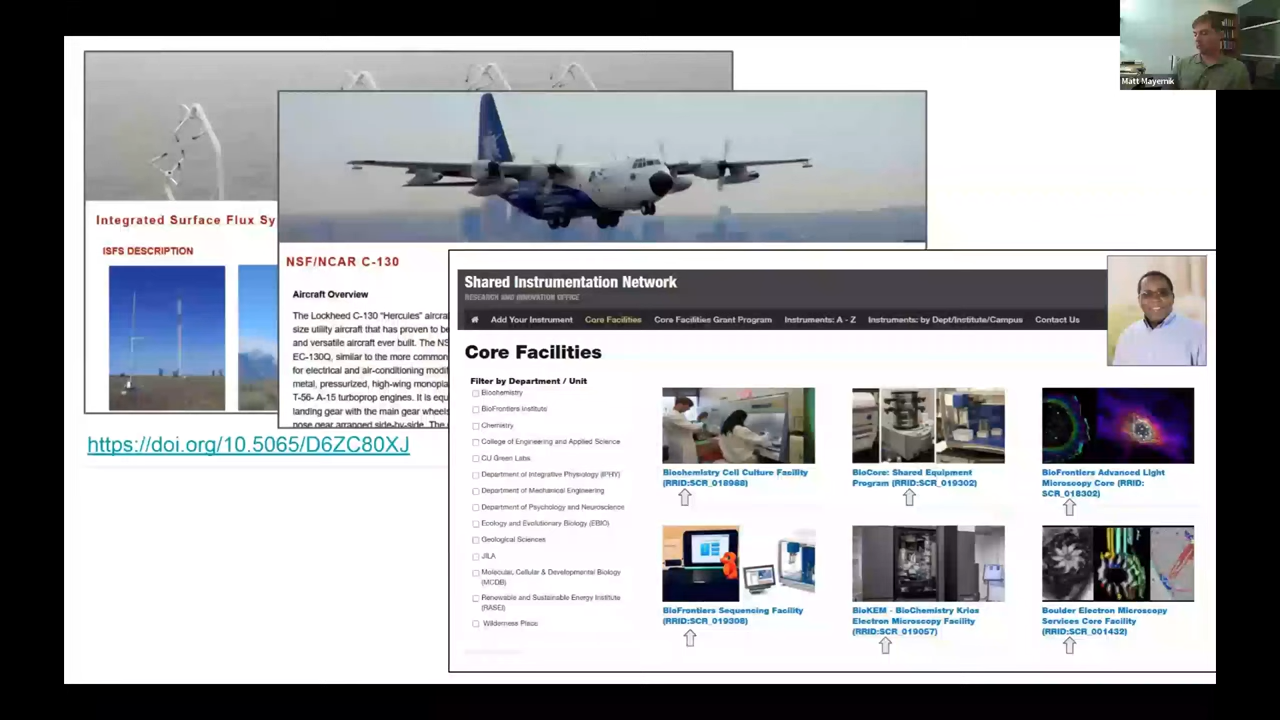 Matt Mayernik
Integrated Surface Flux Sy
ISFS DESCRIPTION
https://doi.org/10.5065/D6ZC80XJ
NSF/NCAR C-130
Aircraft Overview
The Lockheed C-130 "Hercules" aircra
size utility aircraft that has proven to be
and versatile aircraft ever built. The NS
EC-130Q, similar to the more common
for electrical and air-conditioning modif
metal, pressurized, high-wing monopla
T-56- A-15 turboprop engines. It is equ
landing gear with the main gear wheels
nose gear arranged side-by-side. The
Shared Instrumentation Network
RESEARCH AND INNOVATION OFFICE
Add Your Instrument Core Facilities Core Facilities Grant Program Instruments: A - Z Instruments: by Dept/Institute/Campus Contact Us
Core Facilities
Filter by Department / Unit
Biochemistry
BioFrontiers Institute
Chemistry
College of Engineering and Applied Science
CU Green Labs
Department of Integrative Physiology (IPHY)
Department of Mechanical Engineering
Department of Psychology and Neuroscience
Ecology and Evolutionary Biology (EBIO)
Geological Sciences
JILA
Molecular, Cellular & Developmental Biology
(MCDB)
Renewable and Sustainable Energy Institute
(RASEI)
Wilderness Place
Biochemistry Cell Culture Facility
(RRID:SCR_018988)
BioCore: Shared Equipment
Program (RRID:SCR_019302)
BioFrontiers Advanced Light
Microscopy Core (RRID:
SCR_018302)
BioFrontiers Sequencing Facility
(RRID:SCR_019308)
BioKEM - BioChemistry Krios
Electron Microscopy Facility
(RRID:SCR_019057)
Boulder Electron Microscopy
Services Core Facility
(RRID:SCR_001432)